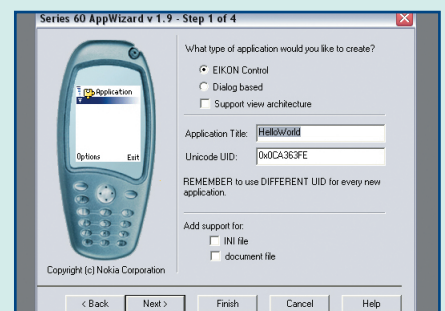 Series 60 AppWizard v 1.9 - Step 1 of 4
What type of application would you like to create?
EIKON Control
Dialog based
Support view architecture
Application
Options Exit
Application Title: HelloWorld
Unicode UID: 0x0CA363FE
REMEMBER to use DIFFERENT UID for every new
application.
Add support for:
INI file
document file
Copyright (c) Nokia Corporation
< Back Next > Finish Cancel Help